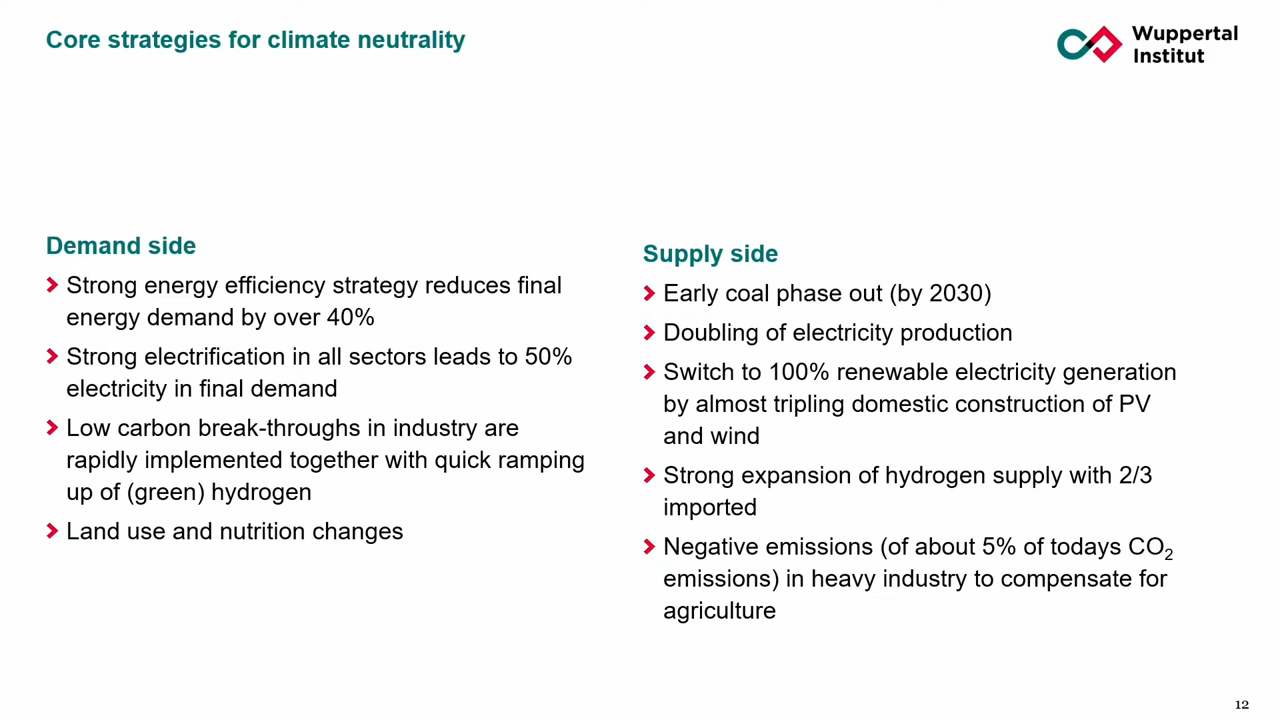 Core strategies for climate neutrality
Wuppertal
Institut
Demand side
Strong energy efficiency strategy reduces final
energy demand by over 40%
Strong electrification in all sectors leads to 50%
electricity in final demand
Low carbon break-throughs in industry are
rapidly implemented together with quick ramping
up of (green) hydrogen
Land use and nutrition changes
Supply side
Early coal phase out (by 2030)
Doubling of electricity production
Switch to 100% renewable electricity generation
by almost tripling domestic construction of PV
and wind
Strong expansion of hydrogen supply with 2/3
imported
Negative emissions (of about 5% of todays CO₂
emissions) in heavy industry to compensate for
agriculture
12